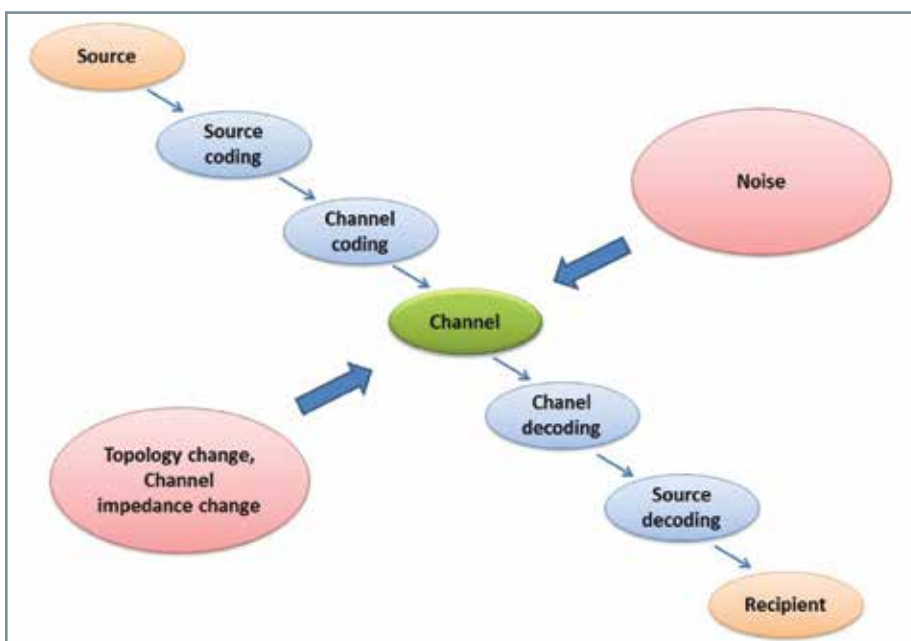 Source
Source
coding
Noise
Channel
coding
Channel
Chanel
decoding
Topology change,
Channel
impedance change
Source
decoding
Recipient